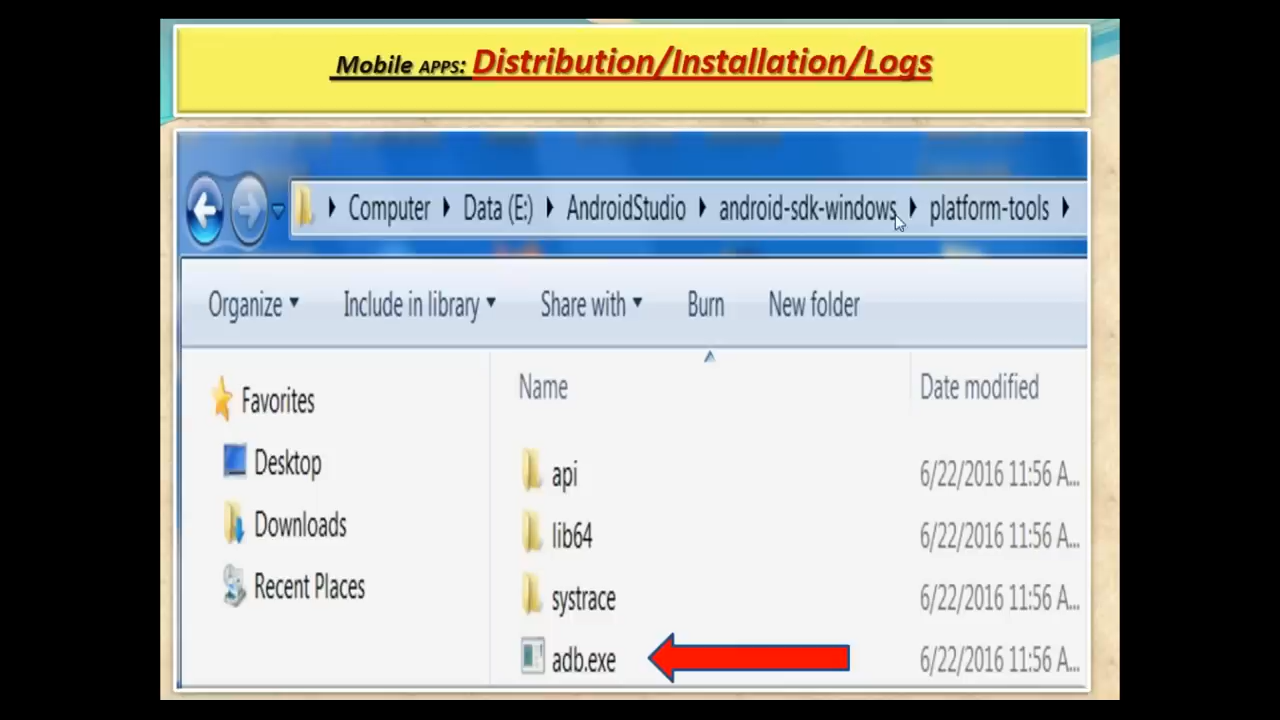 Mobile APPS: Distribution/Installation/Logs
Computer Data (E:) AndroidStudio android-sdk-windows platform-tools
Organize Include in library Share with Burn New folder
Name Date modified
Favorites
Desktop
Downloads
Recent Places
api 6/22/2016 11:56 A...
lib64 6/22/2016 11:56 A...
systrace 6/22/2016 11:56 A...
adb.exe 6/22/2016 11:56 A...